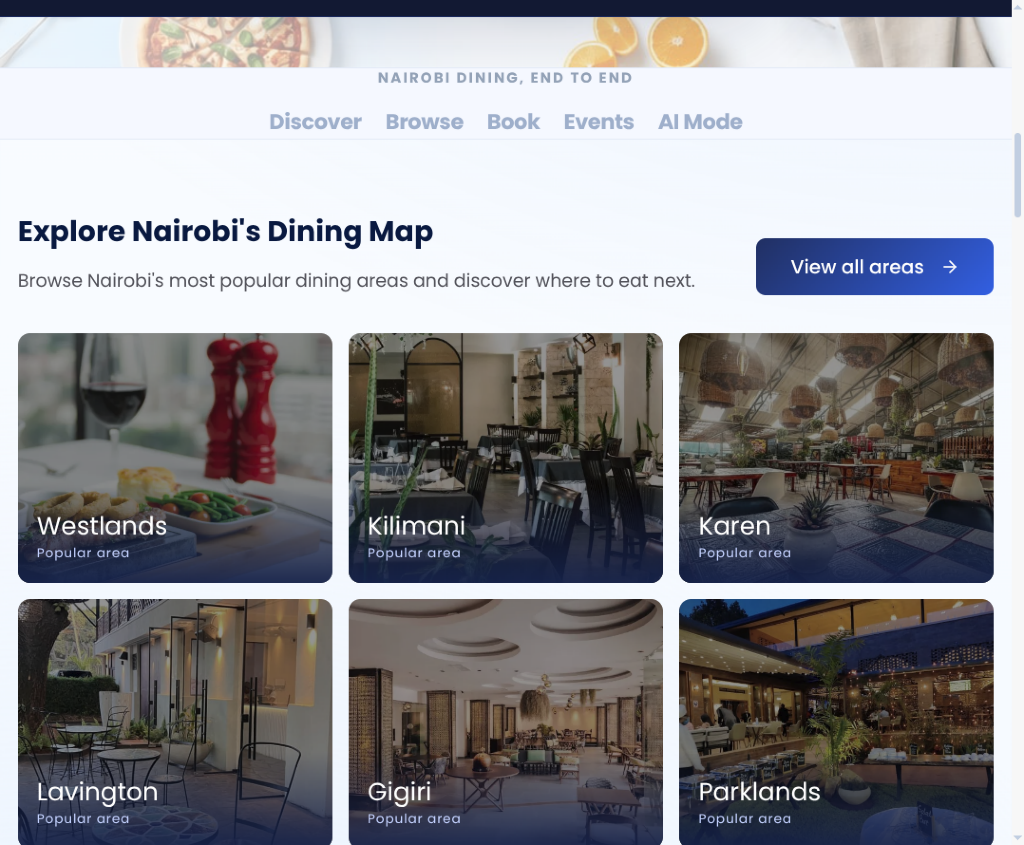 NAIROBI DINING, END TO END
Discover Browse Book Events AI Mode
Explore Nairobi's Dining Map
Browse Nairobi's most popular dining areas and discover where to eat next.
View all areas
Westlands
Popular area
Kilimani
Popular area
Karen
Popular area
Lavington
Popular area
Gigiri
Popular area
Parklands
Popular area